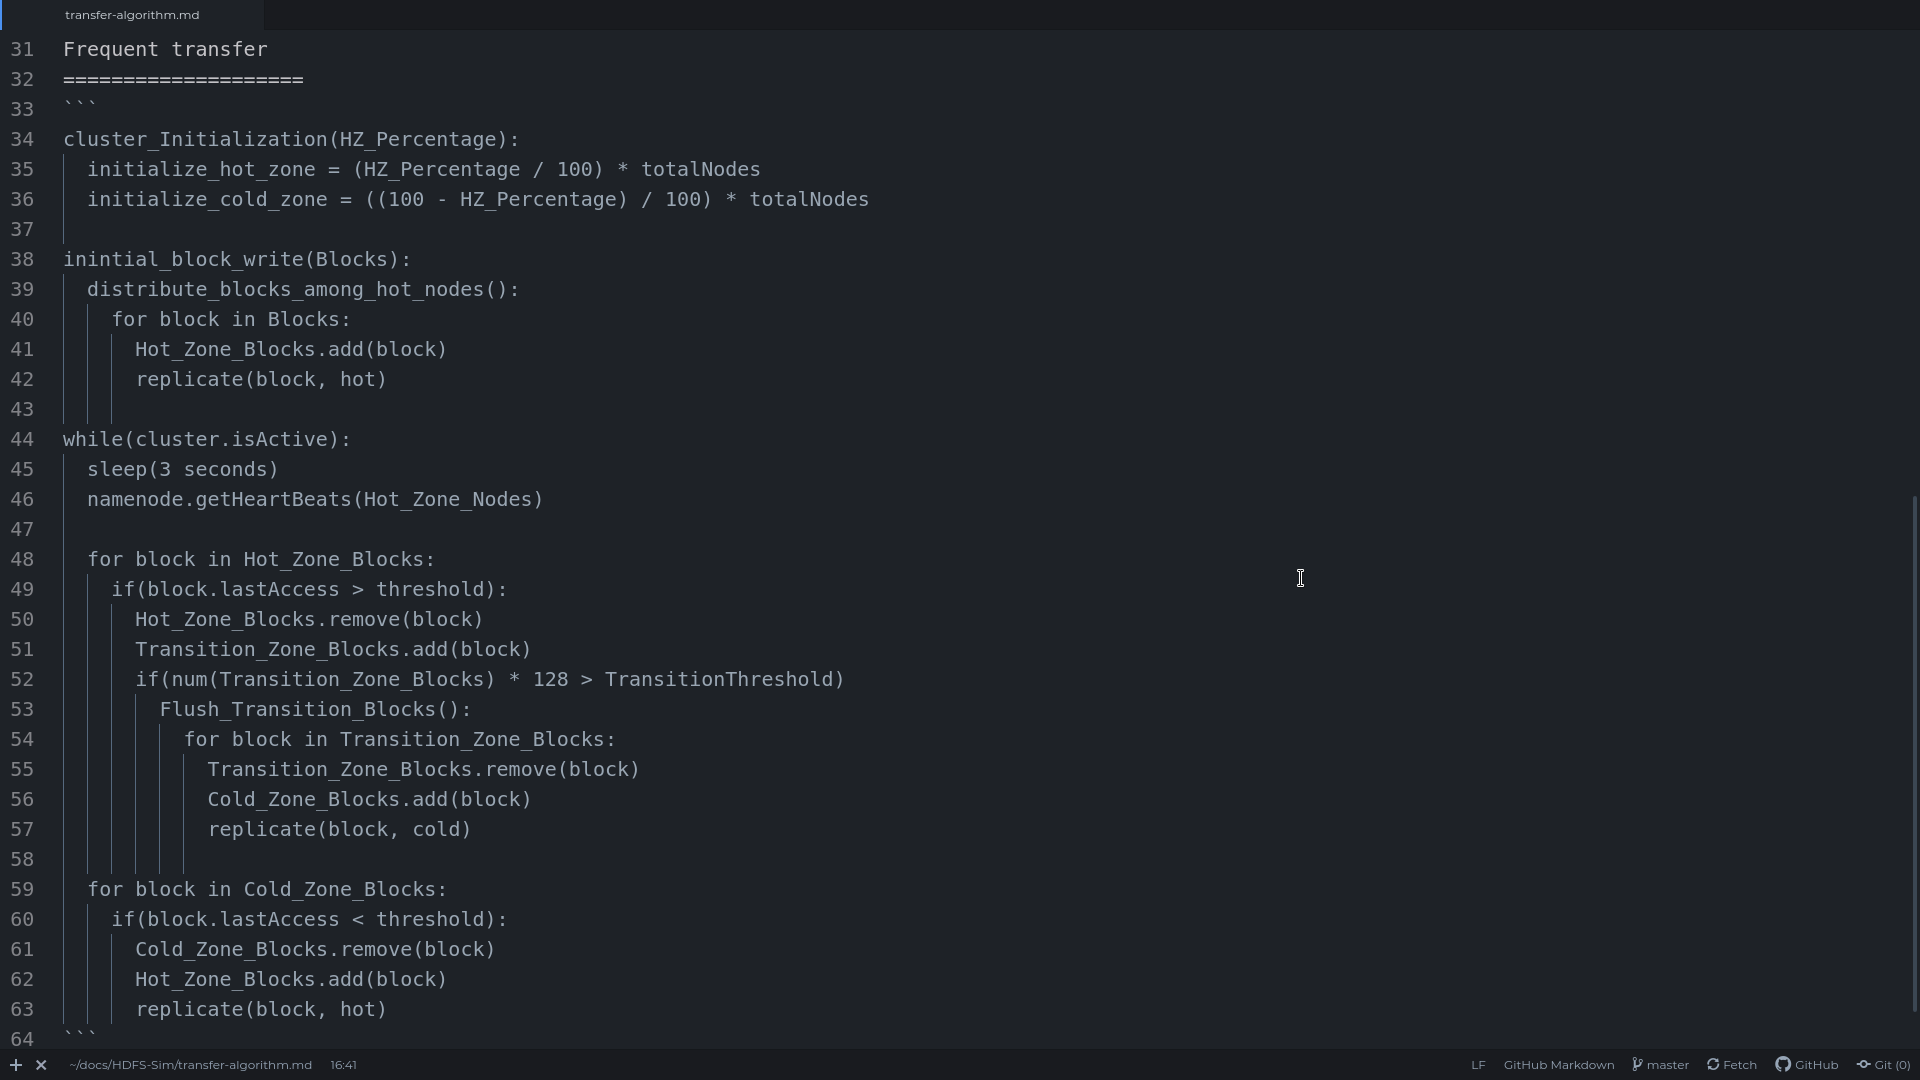 transfer-algorithm.md
31 Frequent transfer
32 ====================
33 ```
34 cluster_Initialization(HZ_Percentage):
35   initialize_hot_zone = (HZ_Percentage / 100) * totalNodes
36   initialize_cold_zone = ((100 - HZ_Percentage) / 100) * totalNodes
37
38 inintial_block_write(Blocks):
39   distribute_blocks_among_hot_nodes():
40     for block in Blocks:
41       Hot_Zone_Blocks.add(block)
42       replicate(block, hot)
43
44 while(cluster.isActive):
45   sleep(3 seconds)
46   namenode.getHeartBeats(Hot_Zone_Nodes)
47
48   for block in Hot_Zone_Blocks:
49     if(block.lastAccess > threshold):
50       Hot_Zone_Blocks.remove(block)
51       Transition_Zone_Blocks.add(block)
52       if(num(Transition_Zone_Blocks) * 128 > TransitionThreshold)
53         Flush_Transition_Blocks():
54           for block in Transition_Zone_Blocks:
55             Transition_Zone_Blocks.remove(block)
56             Cold_Zone_Blocks.add(block)
57             replicate(block, cold)
58
59   for block in Cold_Zone_Blocks:
60     if(block.lastAccess < threshold):
61       Cold_Zone_Blocks.remove(block)
62       Hot_Zone_Blocks.add(block)
63       replicate(block, hot)
64 ```
~/docs/HDFS-Sim/transfer-algorithm.md 16:41 LF GitHub Markdown master Fetch GitHub Git (0)